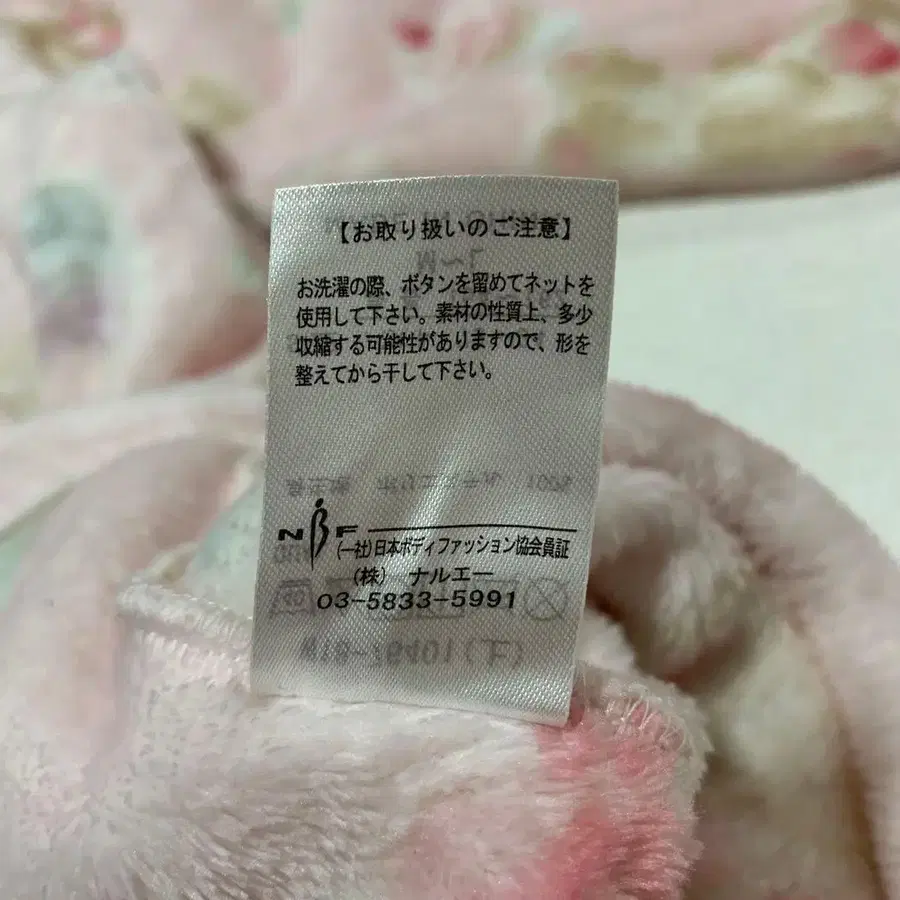 【お取り扱いのご注意】
お洗濯の際、ボタンを留めてネットを
使用して下さい。素材の性質上、多少
収縮する可能性がありますので、形を
整えてから干して下さい。
NBF
(一社)日本ボディファッション協会員証
(株) ナルエー
03-5833-5991